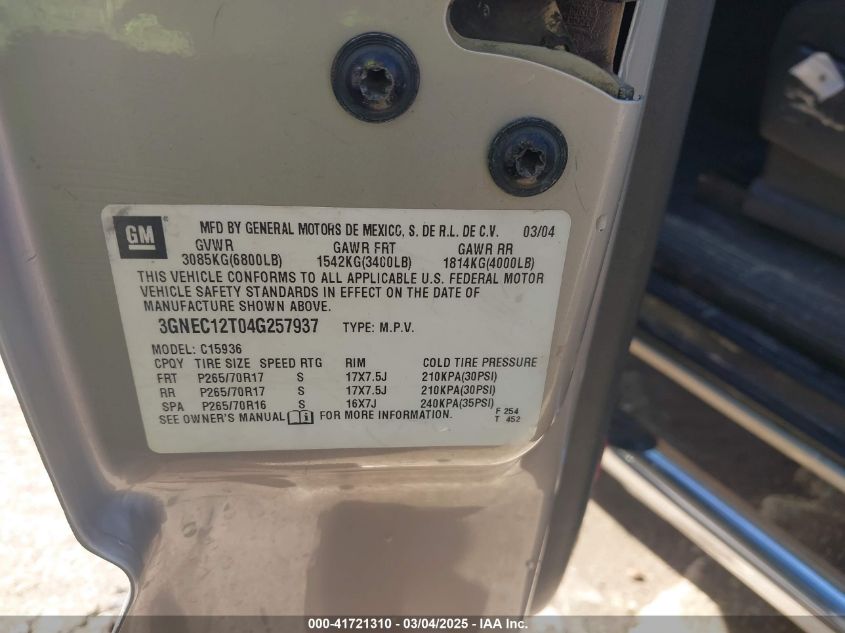 GM
MFD BY GENERAL MOTORS DE MEXICO, S. DE R.L. DE C.V. 03/04
GVWR GAWR FRT GAWR RR
3085KG(6800LB) 1542KG(3400LB) 1814KG(4000LB)
THIS VEHICLE CONFORMS TO ALL APPLICABLE U.S. FEDERAL MOTOR
VEHICLE SAFETY STANDARDS IN EFFECT ON THE DATE OF
MANUFACTURE SHOWN ABOVE.
3GNEC12T04G257937 TYPE: M.P.V.
MODEL: C15936
CPQY TIRE SIZE SPEED RTG RIM COLD TIRE PRESSURE
FRT P265/70R17 S 17X7.5J 210KPA(30PSI)
RR P265/70R17 S 17X7.5J 210KPA(30PSI)
SPA P265/70R16 S 16X7J 240KPA(35PSI)
SEE OWNER'S MANUAL FOR MORE INFORMATION.
F 254
T 452
000-41721310 - 03/04/2025 - IAA Inc.